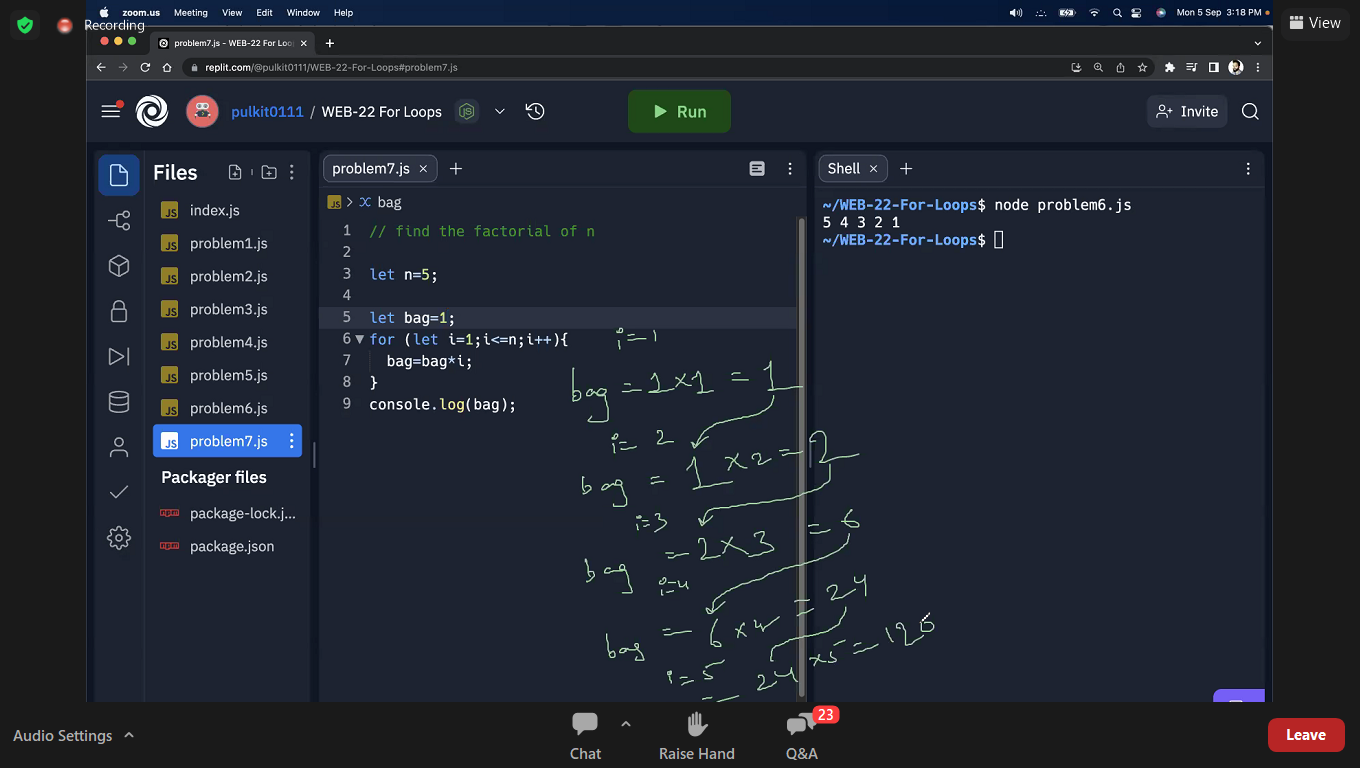 zoom.us Meeting View Edit Window Help Mon 5 Sep 3:18 PM
Recording
View
problem7.js - WEB-22 For Loo
replit.com/@pulkit0111/WEB-22-For-Loops#problem7.js
pulkit0111 / WEB-22 For Loops
Run
Invite
Files
index.js
problem1.js
problem2.js
problem3.js
problem4.js
problem5.js
problem6.js
problem7.js
Packager files
package-lock.j...
package.json
problem7.js
JS > bag
1 // find the factorial of n
2
3 let n=5;
4
5 let bag=1;
6 for (let i=1;i<=n;i++){
7 bag=bag*i;
8 }
9 console.log(bag);
i=1
bag = 1×1 = 1
i= 2
bag = 1 ×2 = 2
i=3
bag = 2×3 = 6
i=4
bag = 6×4 = 24
i=5
= 24 ×5 = 120
Shell
~/WEB-22-For-Loops$ node problem6.js
5 4 3 2 1
~/WEB-22-For-Loops$
Audio Settings
Chat
Raise Hand
Q&A
23
Leave